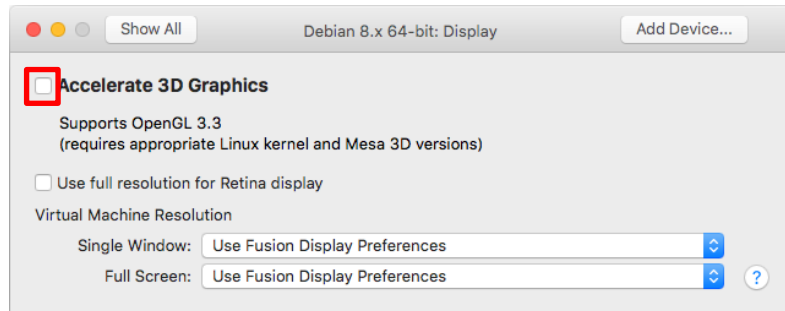 Show All
Debian 8.x 64-bit: Display
Add Device...
Accelerate 3D Graphics
Supports OpenGL 3.3
(requires appropriate Linux kernel and Mesa 3D versions)
Use full resolution for Retina display
Virtual Machine Resolution
Single Window: Use Fusion Display Preferences
Full Screen: Use Fusion Display Preferences ?